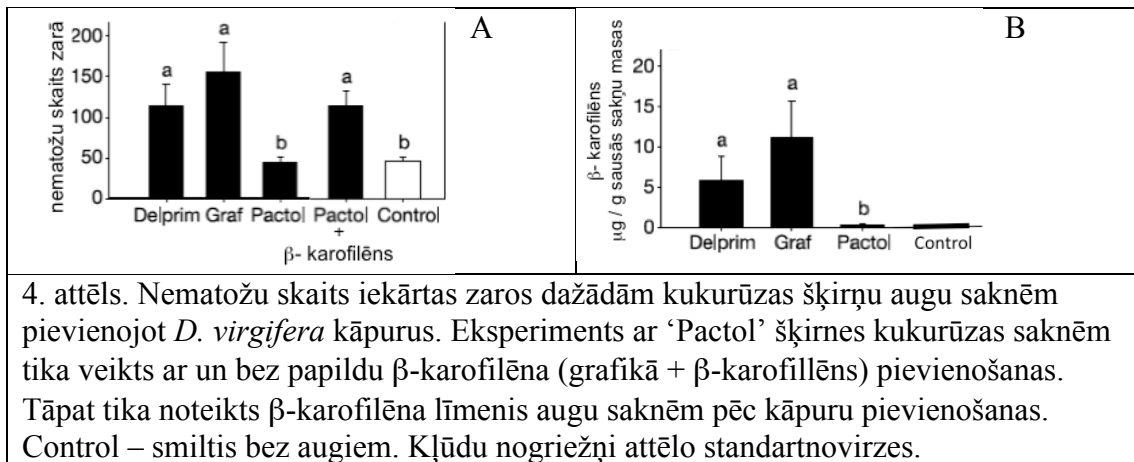 A
nematožu skaits zarā
200
150
100
50
0
a
a
b
a
b
Delprim Graf Pactol Pactol Control
+
β- karofilēns
B
β- karofilēns
μg / g sausās sakņu masas
20
15
10
5
0
a
a
b
Delprim Graf Pactol Control
4. attēls. Nematožu skaits iekārtas zaros dažādām kukurūzas šķirņu augu saknēm
pievienojot D. virgifera kāpurus. Eksperiments ar ‘Pactol’ šķirnes kukurūzas saknēm
tika veikts ar un bez papildu β-karofilēna (grafikā + β-karofillēns) pievienošanas.
Tāpat tika noteikts β-karofilēna līmenis augu saknēm pēc kāpuru pievienošanas.
Control – smiltis bez augiem. Kļūdu nogriežņi attēlo standartnovirzes.